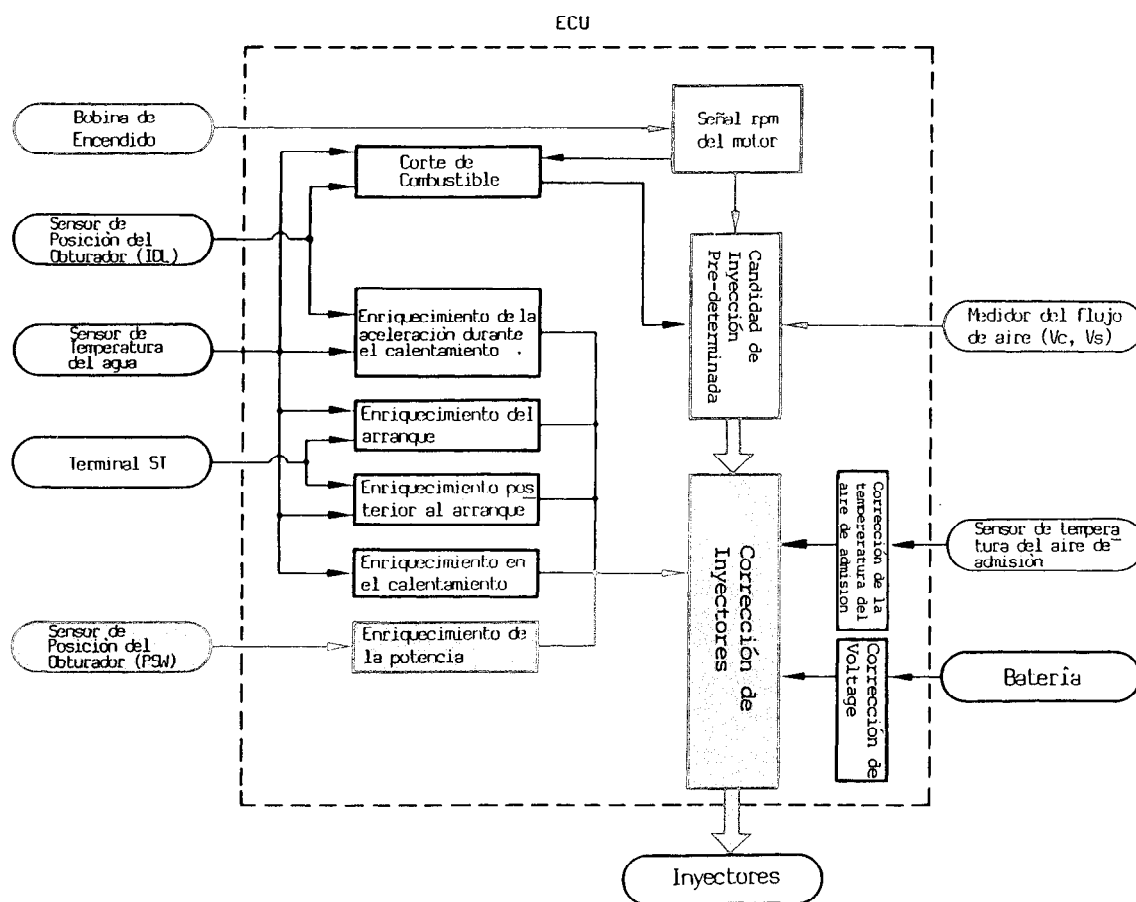 ECU
Bobina de
Encendido
Señal rpm
del motor
Corte de
Combustible
Sensor de
Posición del
Obturador (IDL)
Candidad de
Inyección
Pre-determinada
Enriquecimiento de la
aceleración durante
el calentamiento .
Medidor del flujo
de aire (Vc, Vs)
Sensor de
Temperatura
del agua
Enriquecimiento del
arranque
Terminal ST
Enriquecimiento pos
terior al arranque
Corrección de la
tempereratura del
aire de admision
Sensor de tempera
tura del aire de
admisión
Corrección de
Inyectores
Enriquecimiento en
el calentamiento
Sensor de
Posición del
Obturador (PSW)
Enriquecimiento de
la potencia
Corrección de
Voltage
Batería
Inyectores